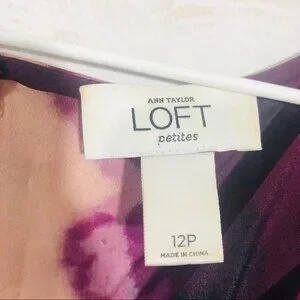 ANN TAYLOR
LOFT
petites
12P
MADE IN CHINA